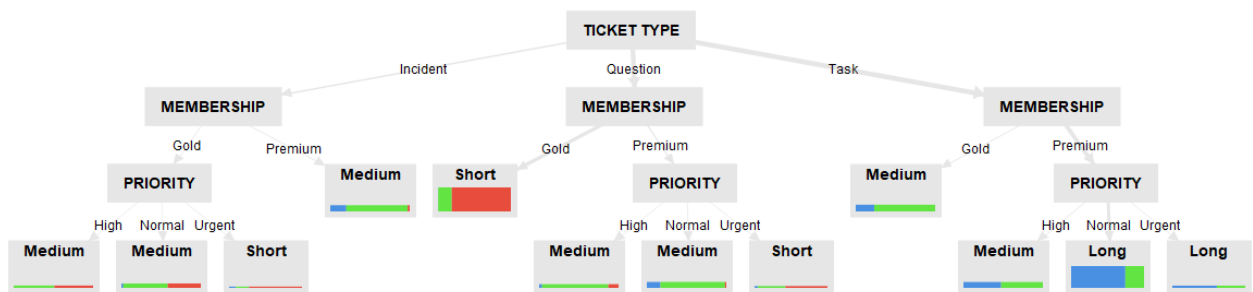 TICKET TYPE
Incident
Question
Task
MEMBERSHIP
MEMBERSHIP
MEMBERSHIP
Gold
Premium
Gold
Premium
Gold
Premium
PRIORITY
Medium
Short
PRIORITY
Medium
PRIORITY
High
Normal
Urgent
High
Normal
Urgent
High
Normal
Urgent
Medium
Medium
Short
Medium
Medium
Short
Medium
Long
Long